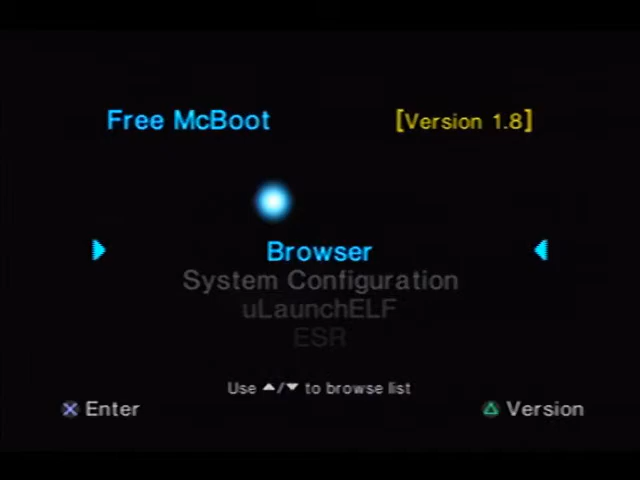 Free McBoot [Version 1.8]
Browser
System Configuration
uLaunchELF
ESR
Use ▲/▼ to browse list
Enter Version